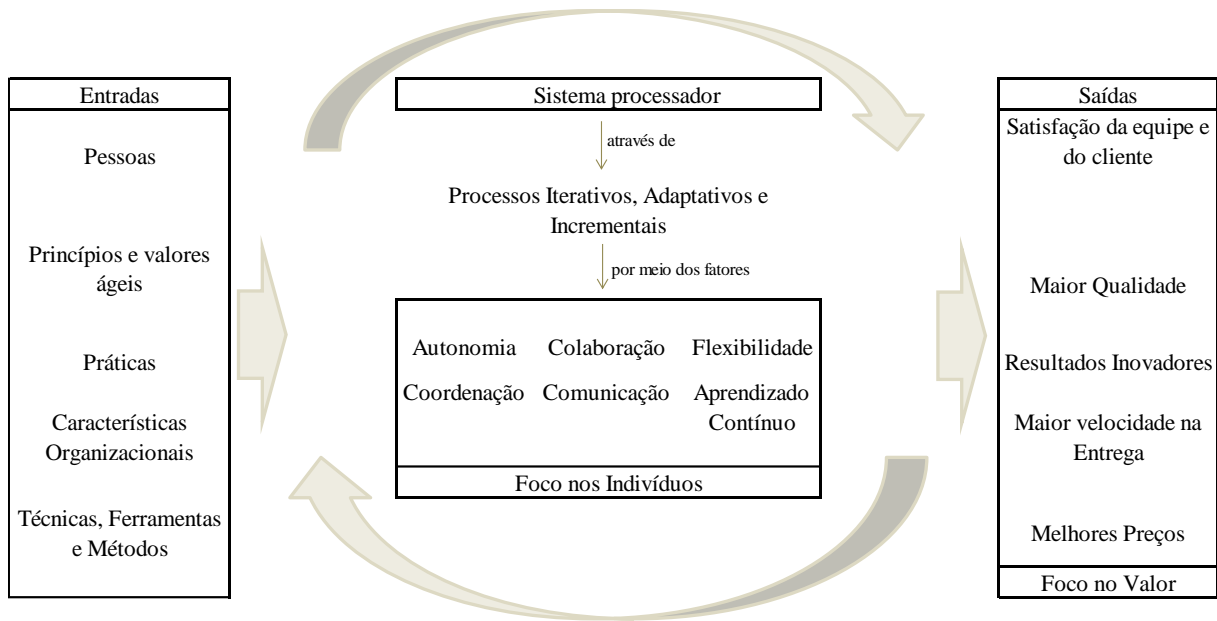 Entradas
Pessoas
Princípios e valores
ágeis
Práticas
Características
Organizacionais
Técnicas, Ferramentas
e Métodos
Sistema processador
através de
Processos Iterativos, Adaptativos e
Incrementais
por meio dos fatores
Autonomia Colaboração Flexibilidade
Coordenação Comunicação Aprendizado
Contínuo
Foco nos Indivíduos
Saídas
Satisfação da equipe e
do cliente
Maior Qualidade
Resultados Inovadores
Maior velocidade na
Entrega
Melhores Preços
Foco no Valor